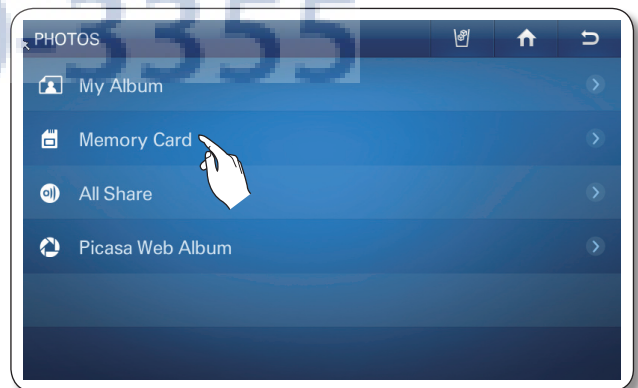 -3355
PHOTOS
My Album
Memory Card
All Share
Picasa Web Album